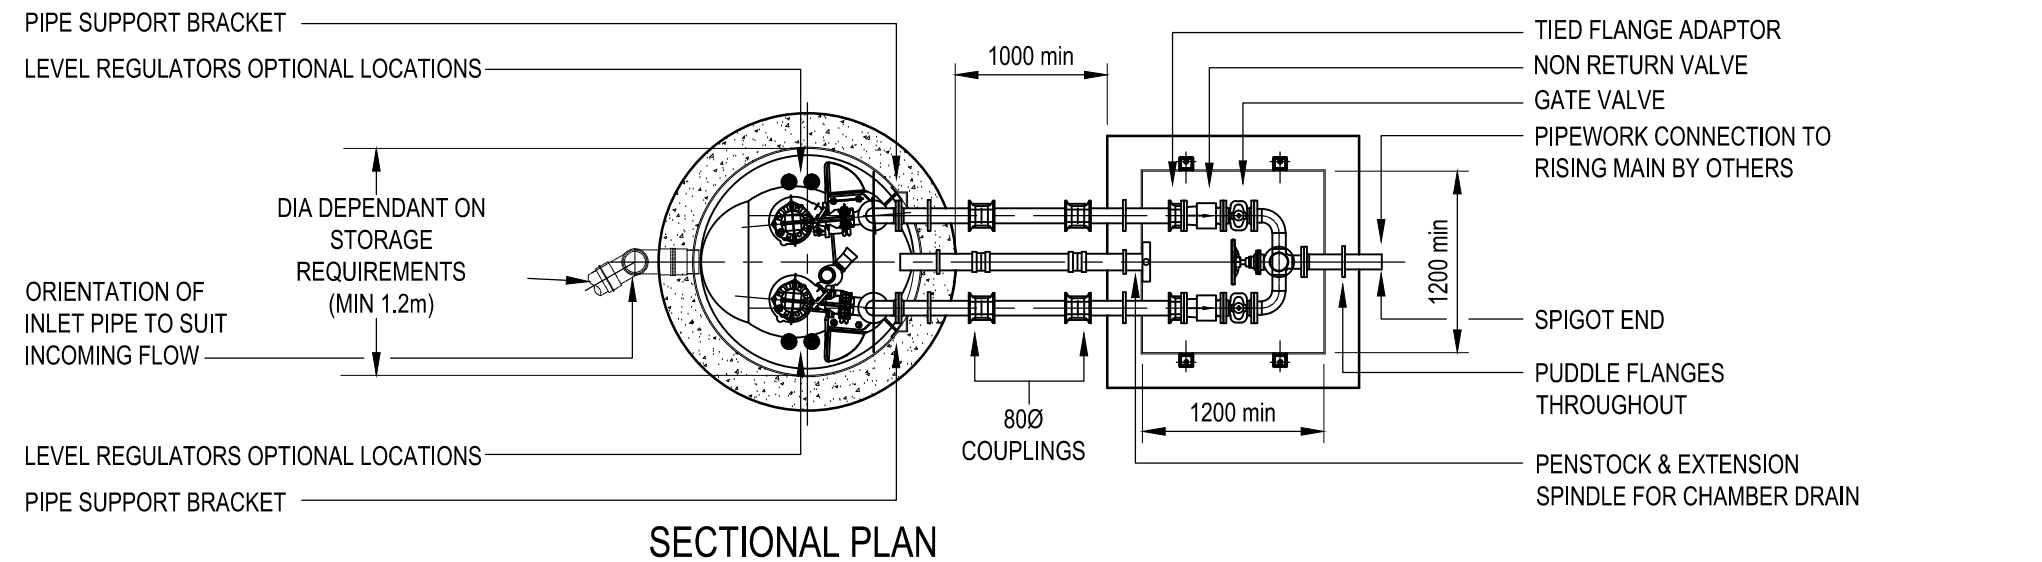 PIPE SUPPORT BRACKET
LEVEL REGULATORS OPTIONAL LOCATIONS
DIA DEPENDANT ON
STORAGE
REQUIREMENTS
(MIN 1.2m)
ORIENTATION OF
INLET PIPE TO SUIT
INCOMING FLOW
LEVEL REGULATORS OPTIONAL LOCATIONS
PIPE SUPPORT BRACKET
1000 min
80Ø
COUPLINGS
1200 min
1200 min
TIED FLANGE ADAPTOR
NON RETURN VALVE
GATE VALVE
PIPEWORK CONNECTION TO
RISING MAIN BY OTHERS
SPIGOT END
PUDDLE FLANGES
THROUGHOUT
PENSTOCK & EXTENSION
SPINDLE FOR CHAMBER DRAIN
SECTIONAL PLAN